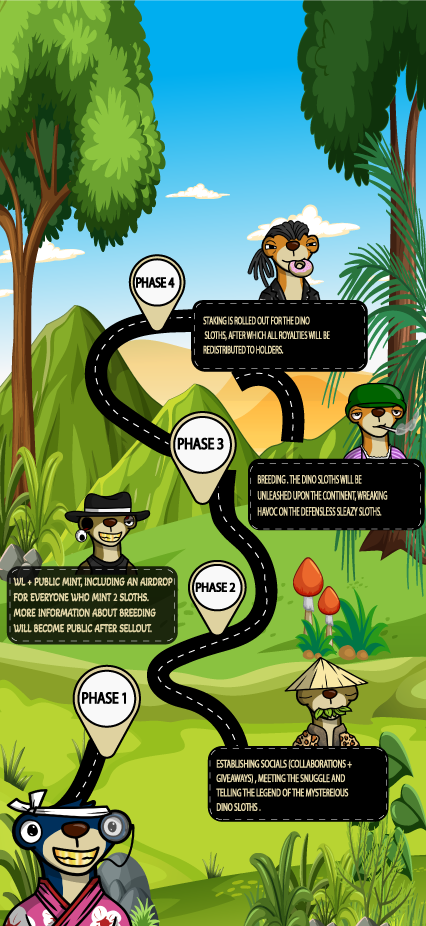 PHASE 4
STAKING IS ROLLED OUT FOR THE DINO
SLOTHS, AFTER WHICH ALL ROYALTIES WILL BE
REDISTRIBUTED TO HOLDERS.
PHASE 3
BREEDING. THE DINO SLOTHS WILL BE
UNLEASHED UPON THE CONTINENT, WREAKING
HAVOC ON THE DEFENSLESS SLEAZY SLOTHS.
PHASE 2
WL + PUBLIC MINT, INCLUDING AN AIRDROP
FOR EVERYONE WHO MINT 2 SLOTHS.
MORE INFORMATION ABOUT BREEDING
WILL BECOME PUBLIC AFTER SELLOUT.
PHASE 1
ESTABLISHING SOCIALS (COLLABORATIONS +
GIVEAWAYS) , MEETING THE SNUGGLE AND
TELLING THE LEGEND OF THE MYSTEREIOUS
DINO SLOTHS .